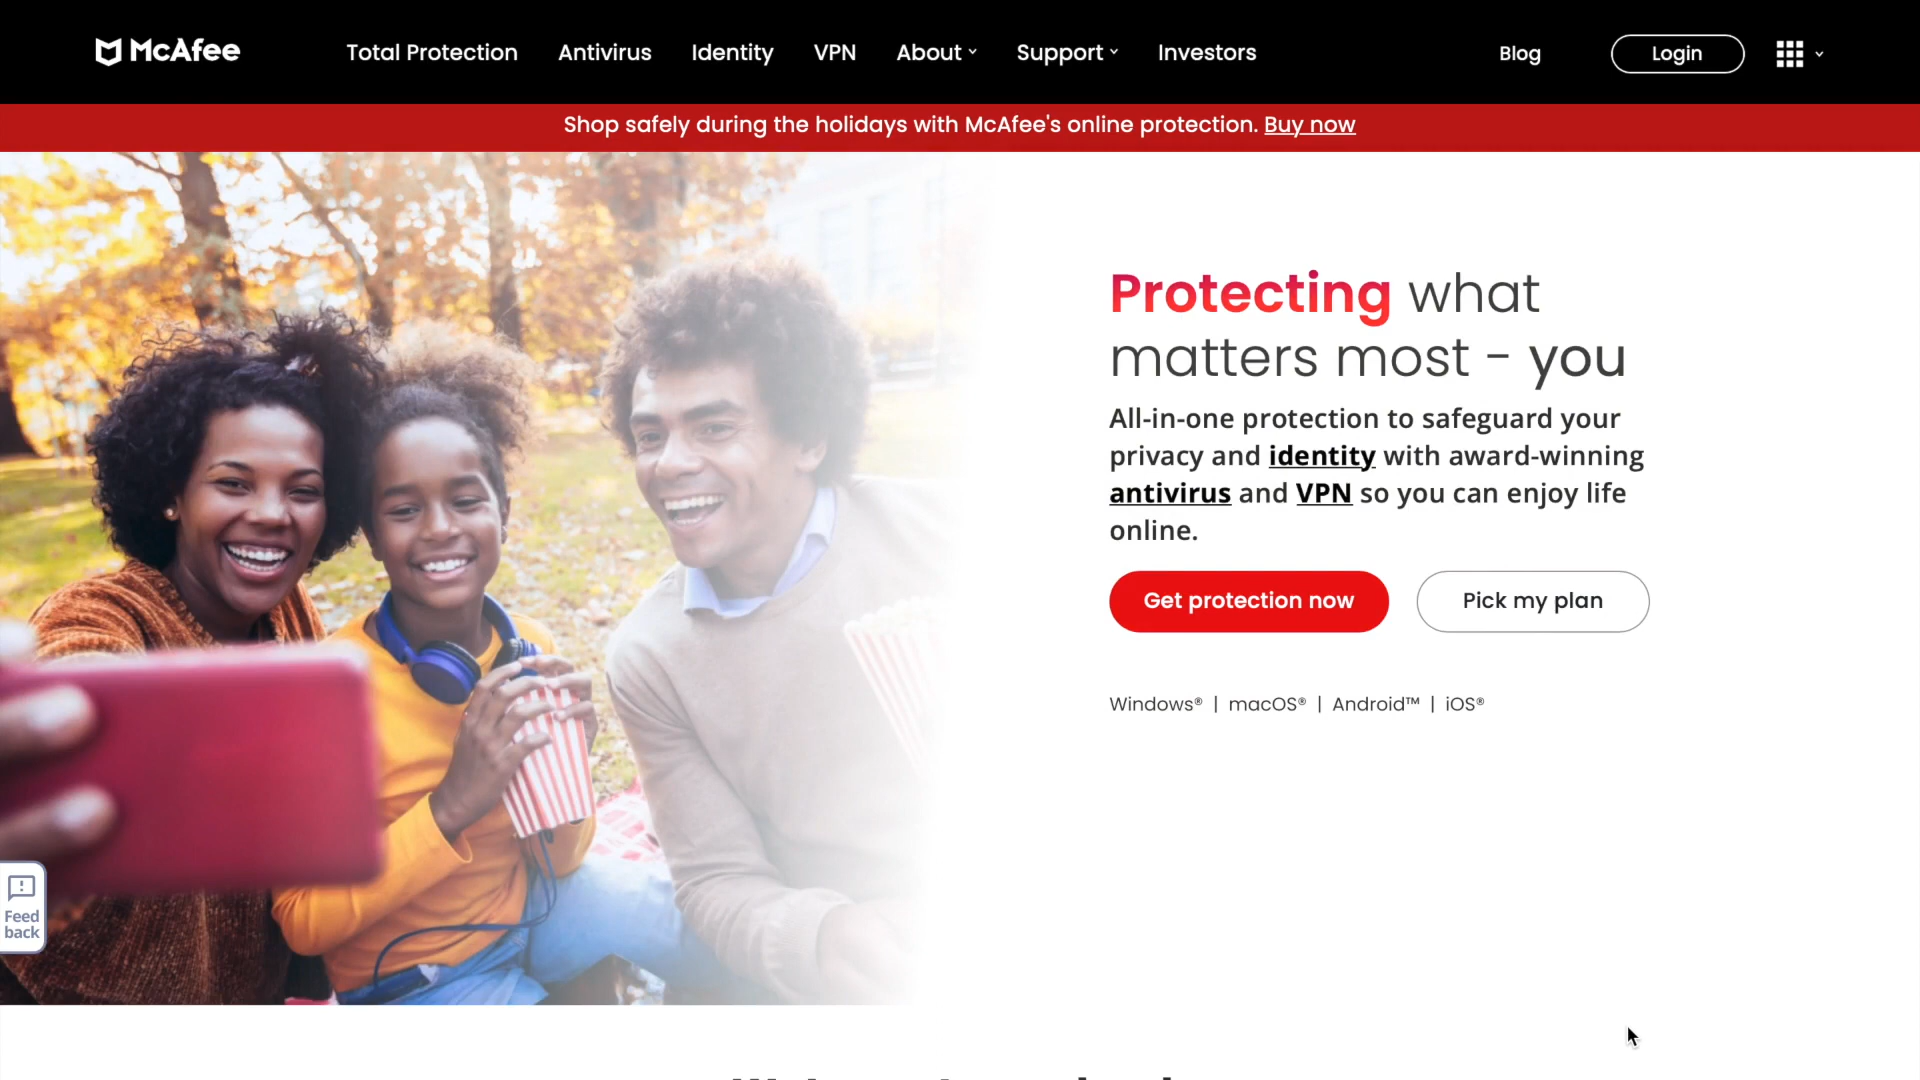 McAfee
Total Protection Antivirus Identity VPN About Support Investors
Blog Login
Shop safely during the holidays with McAfee's online protection. Buy now
Protecting what
matters most - you
All-in-one protection to safeguard your
privacy and identity with award-winning
antivirus and VPN so you can enjoy life
online.
Get protection now Pick my plan
Windows® | macOS® | Android™ | iOS®
Feed
back